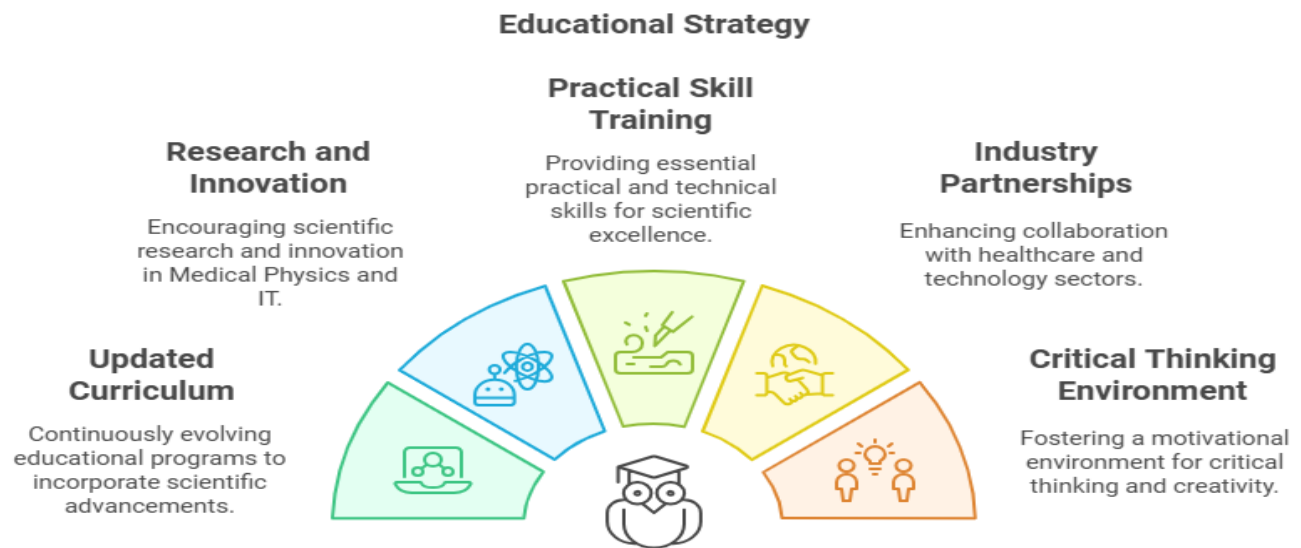 Educational Strategy
Updated
Curriculum
Continuously evolving
educational programs to
incorporate scientific
advancements.
Research and
Innovation
Encouraging scientific
research and innovation
in Medical Physics and
IT.
Practical Skill
Training
Providing essential
practical and technical
skills for scientific
excellence.
Industry
Partnerships
Enhancing collaboration
with healthcare and
technology sectors.
Critical Thinking
Environment
Fostering a motivational
environment for critical
thinking and creativity.